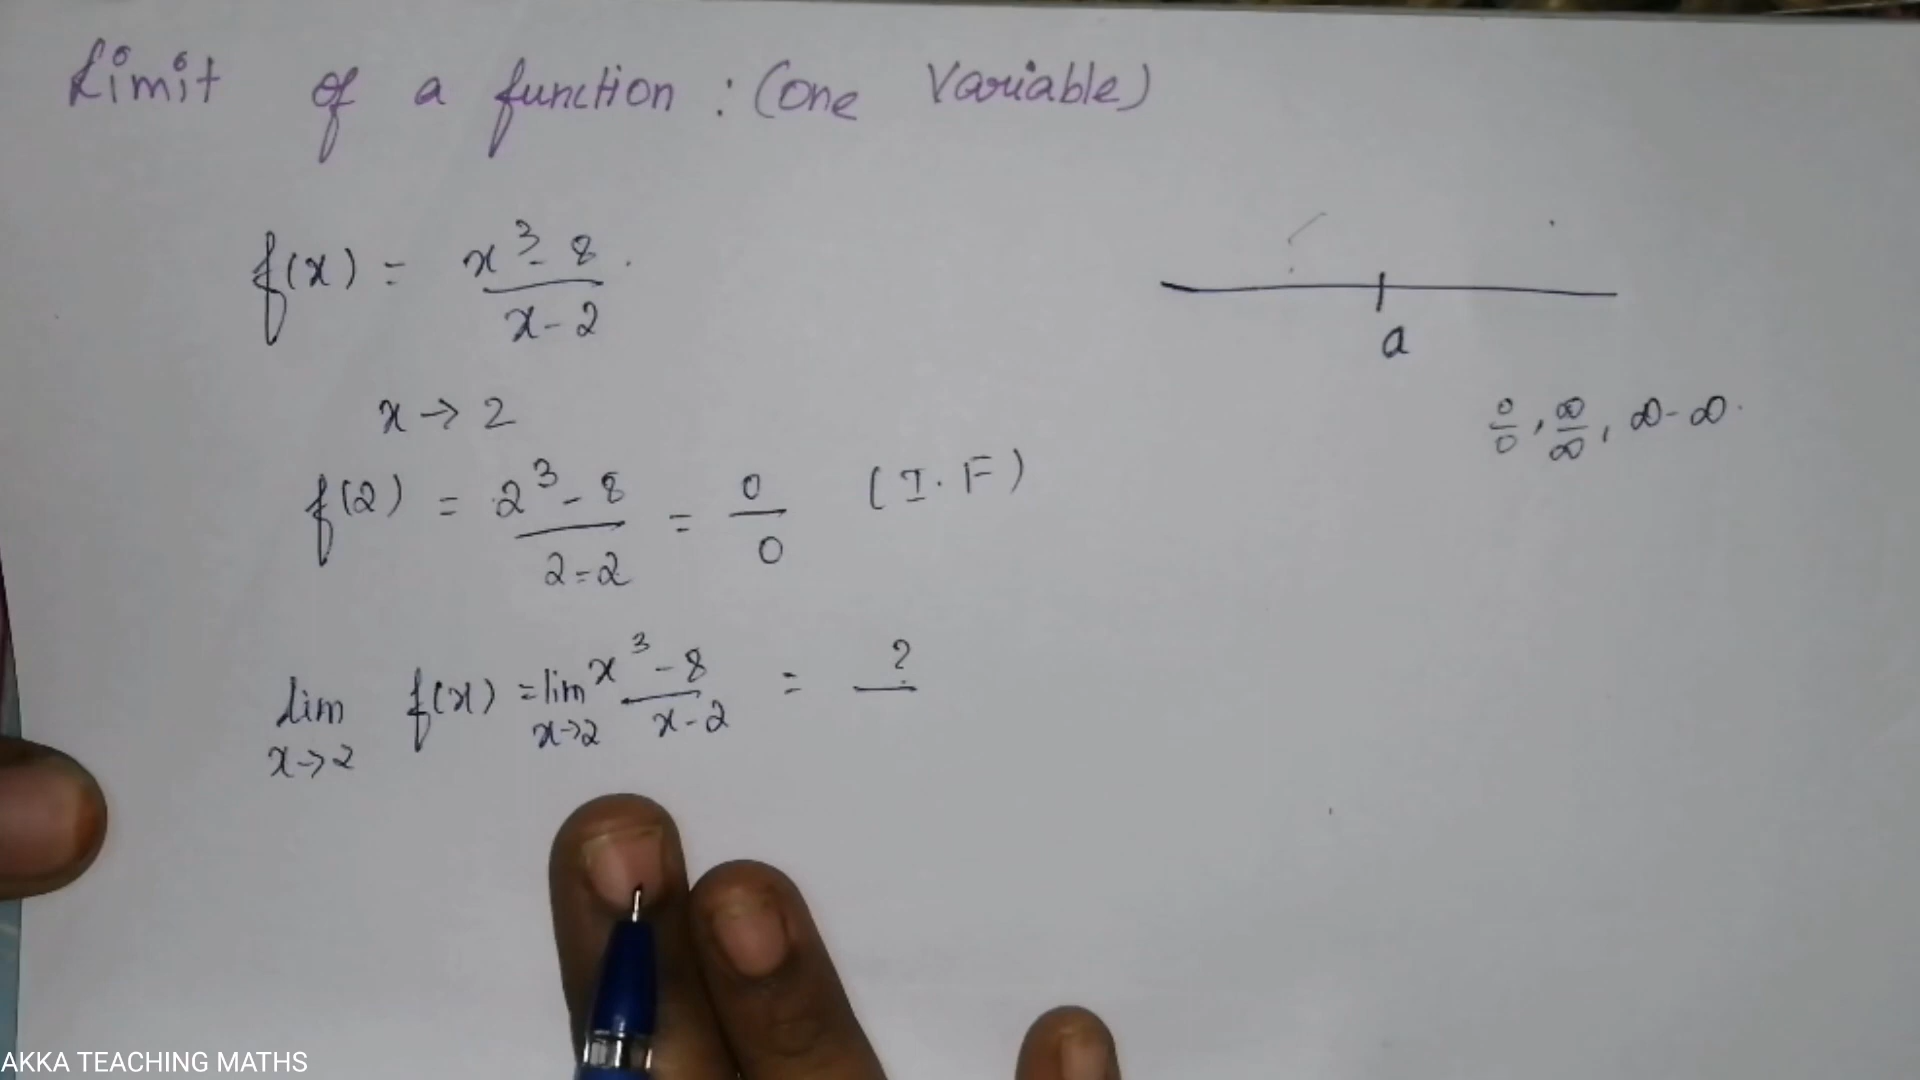 Limit of a function : (one Variable)
f(x) = x³ - 8 / x - 2
a
x → 2
0/0, ∞/∞, ∞ - ∞.
f(2) = 2³ - 8 / 2 - 2 = 0/0 (I.F)
lim x→2 f(x) = lim x→2 x³ - 8 / x - 2 = ?
AKKA TEACHING MATHS